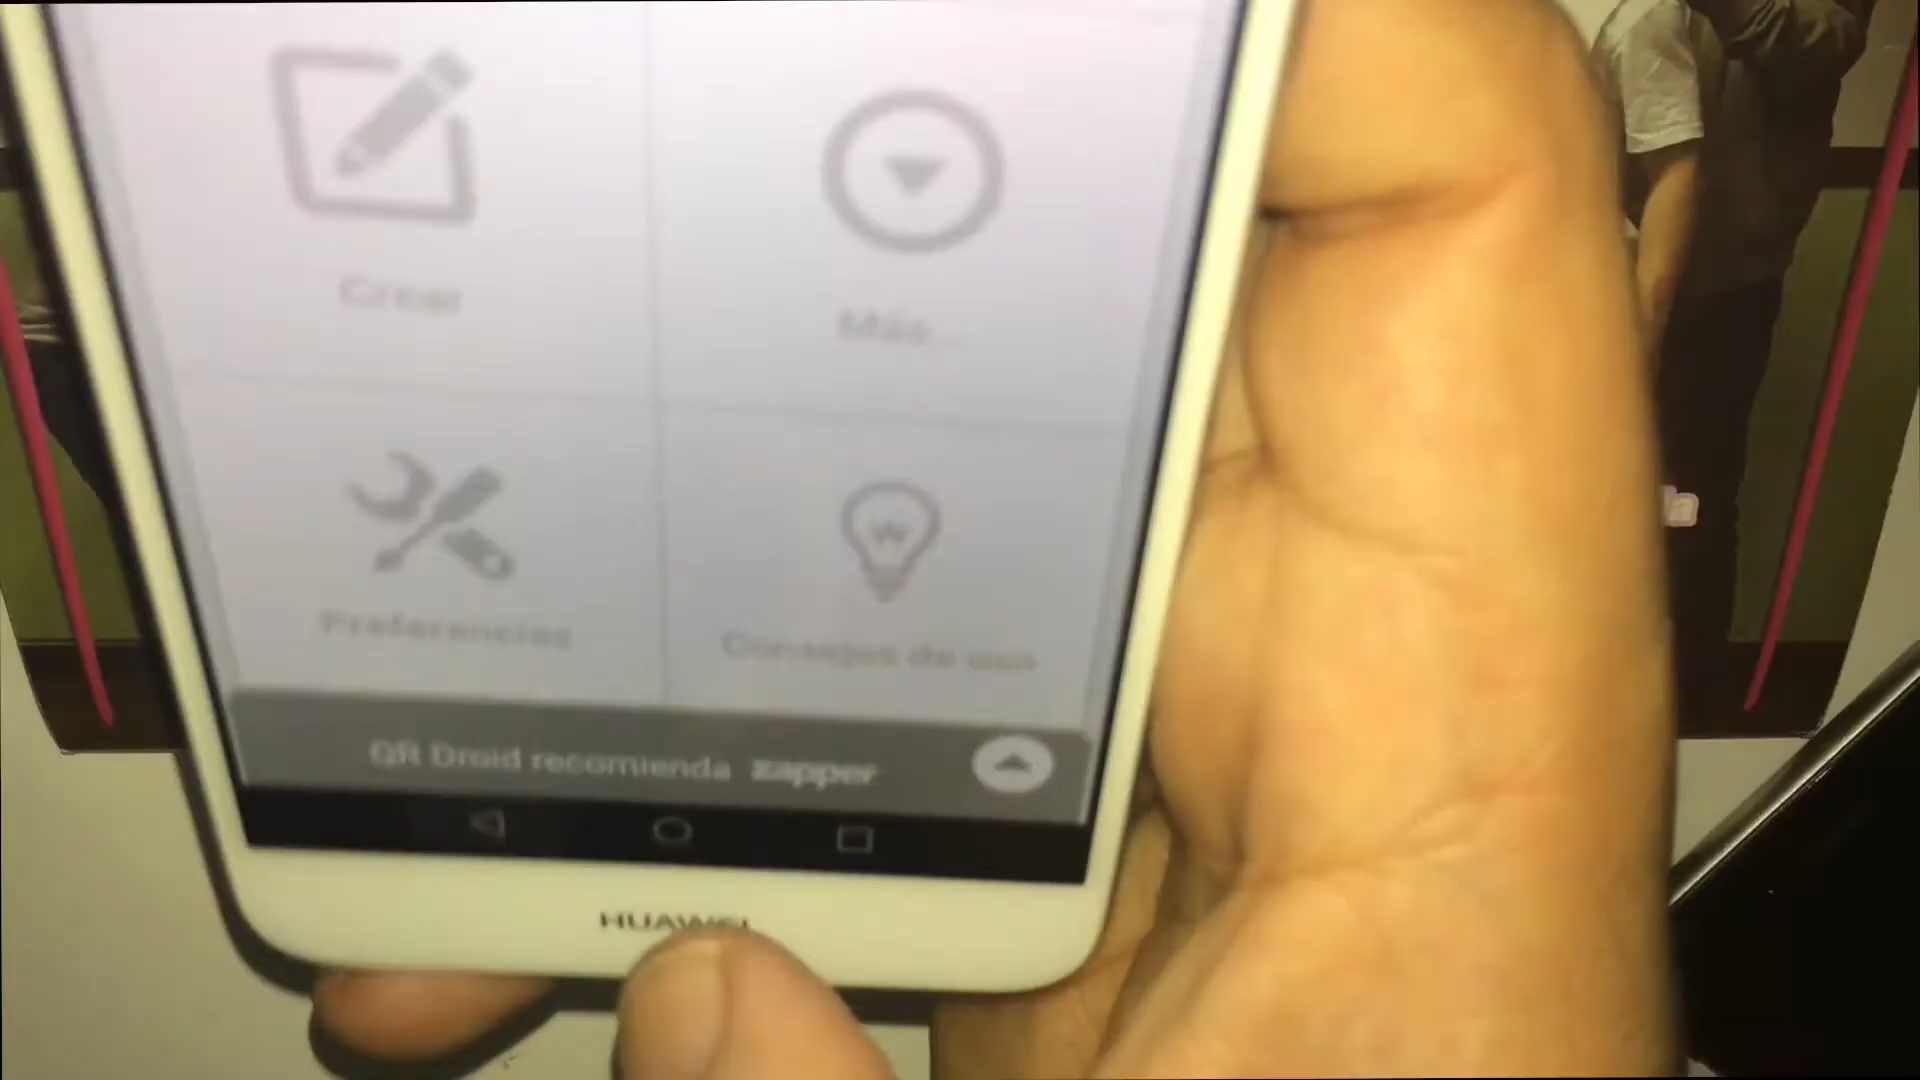 Crear
Más...
Preferencias
Consejos de uso
QR Droid recomienda zapper
HUAWEI